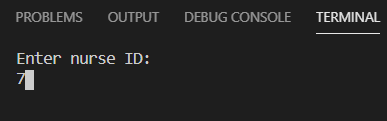 PROBLEMS OUTPUT DEBUG CONSOLE TERMINAL
Enter nurse ID:
7